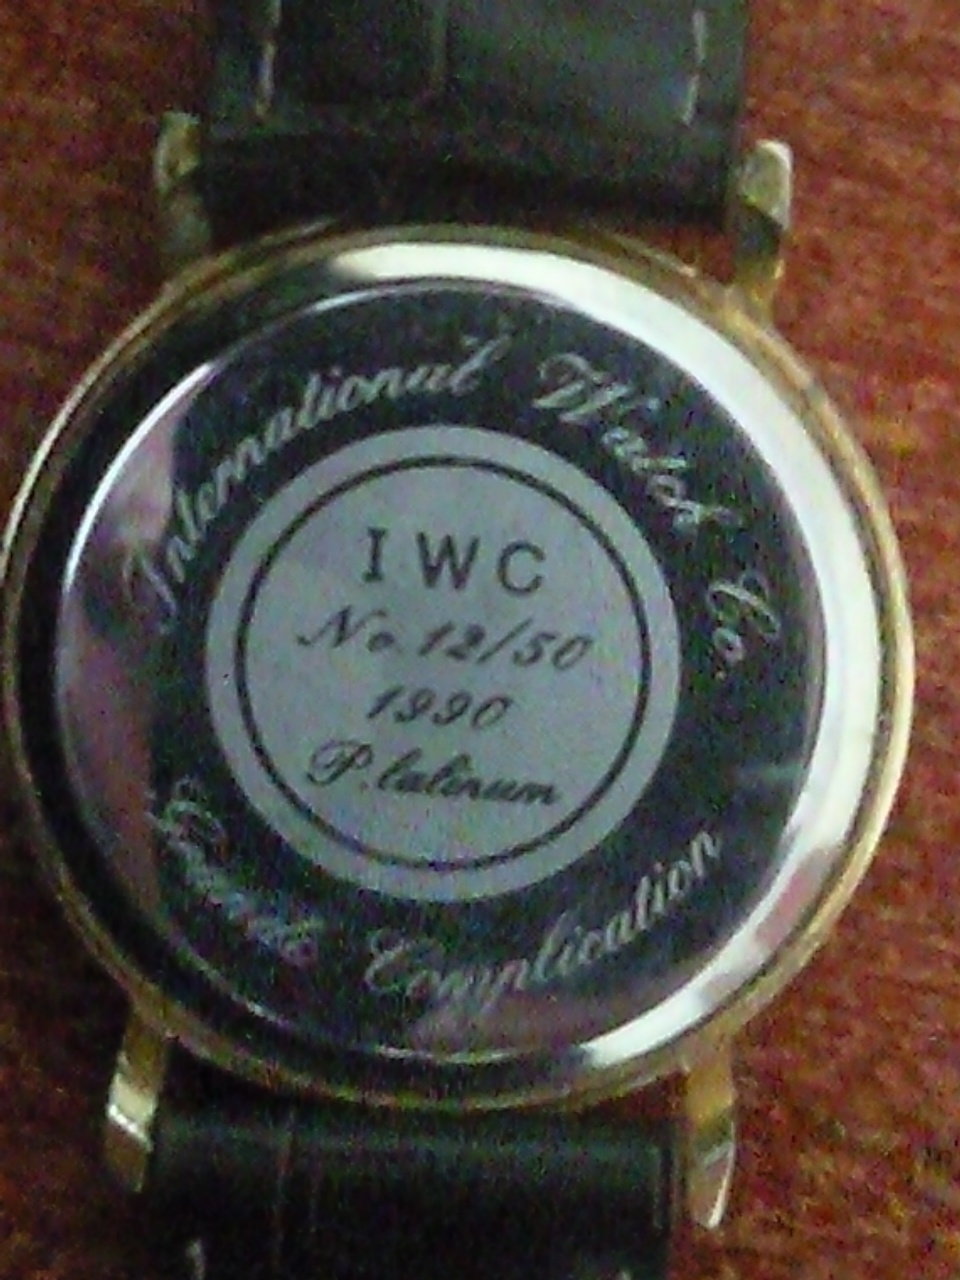 International Watch Co.
IWC
No. 12/50
1990
P.latinum
Grande Complication